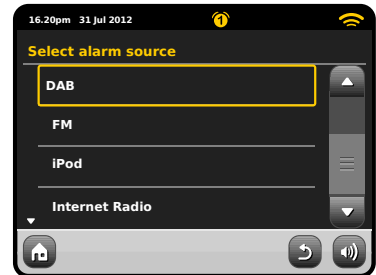 16.20pm 31 Jul 2012
1
Select alarm source
DAB
FM
iPod
Internet Radio